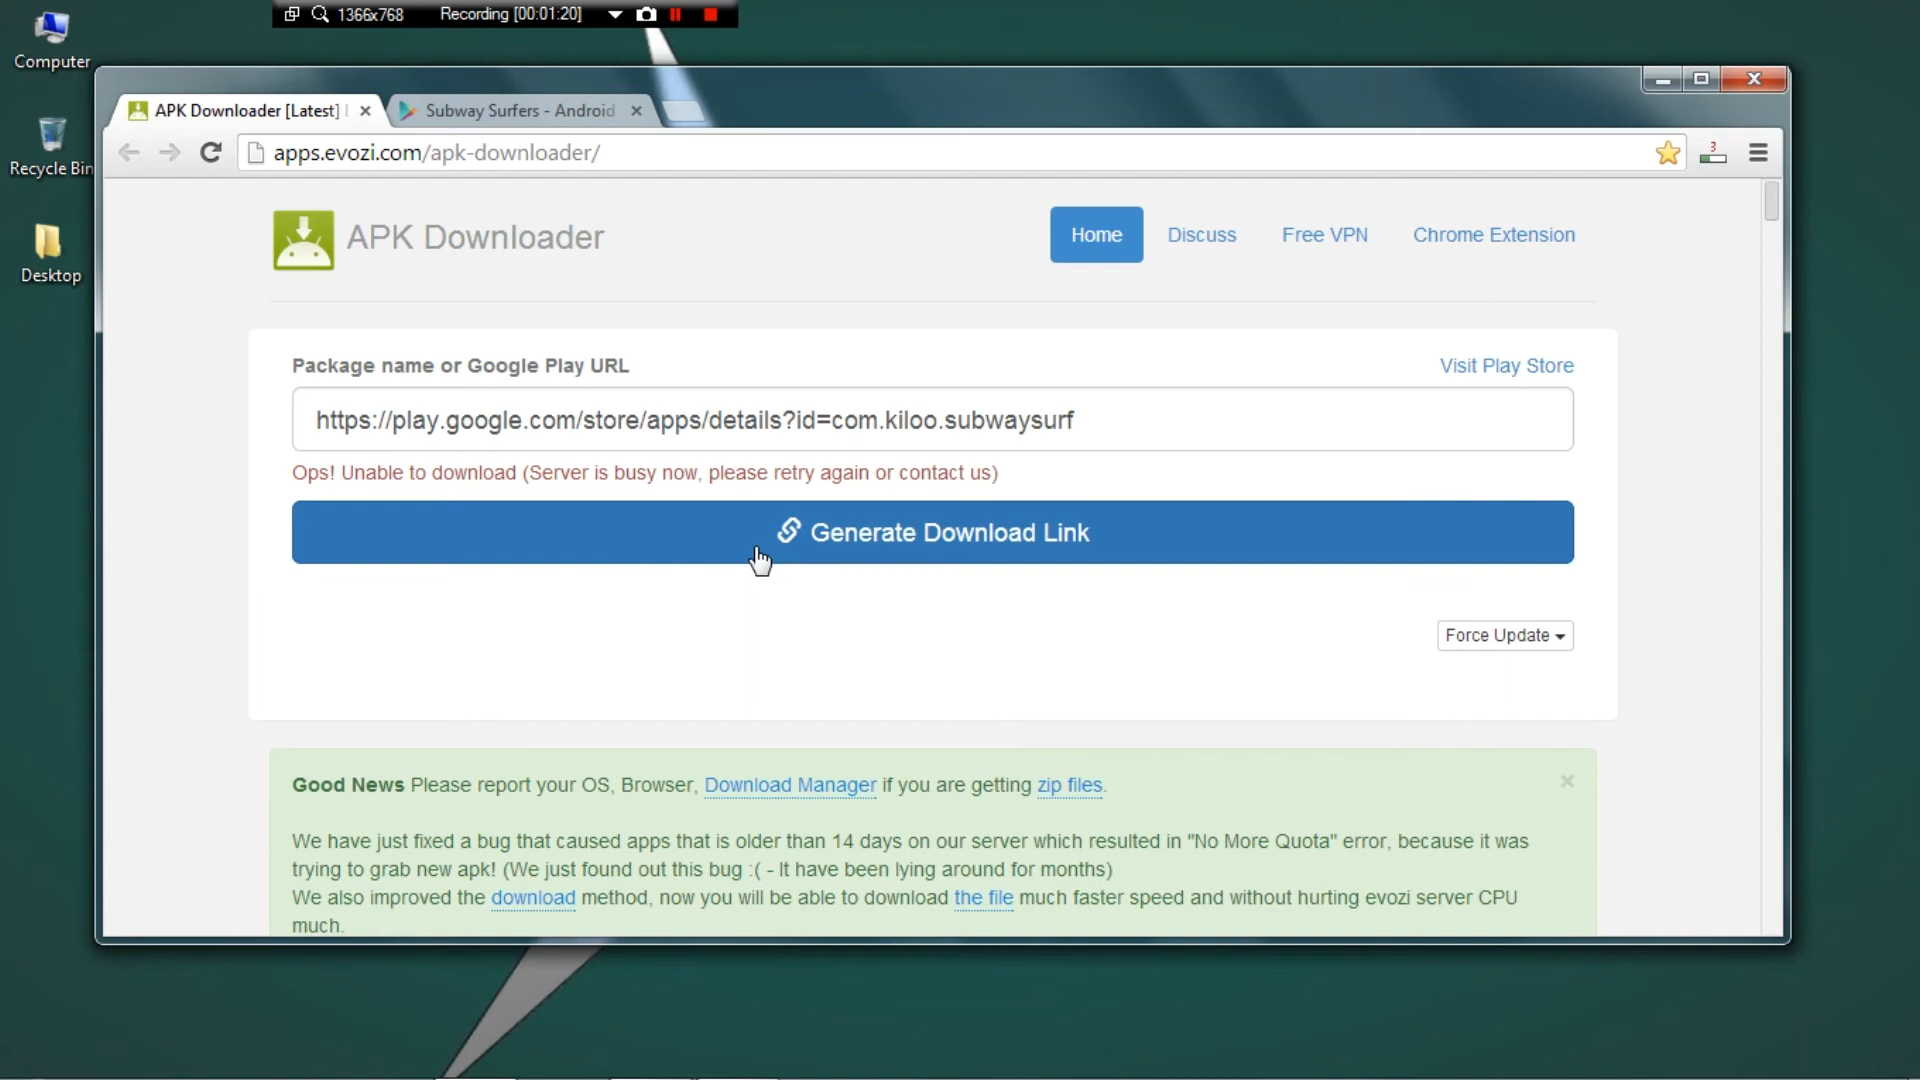 1366x768 Recording [00:01:20]
Computer
Recycle Bin
Desktop
APK Downloader [Latest]
Subway Surfers - Android
apps.evozi.com/apk-downloader/
3
APK Downloader
Home
Discuss
Free VPN
Chrome Extension
Package name or Google Play URL
Visit Play Store
https://play.google.com/store/apps/details?id=com.kiloo.subwaysurf
Ops! Unable to download (Server is busy now, please retry again or contact us)
Generate Download Link
Force Update
Good News Please report your OS, Browser, Download Manager if you are getting zip files.
We have just fixed a bug that caused apps that is older than 14 days on our server which resulted in "No More Quota" error, because it was
trying to grab new apk! (We just found out this bug :( - It have been lying around for months)
We also improved the download method, now you will be able to download the file much faster speed and without hurting evozi server CPU
much.